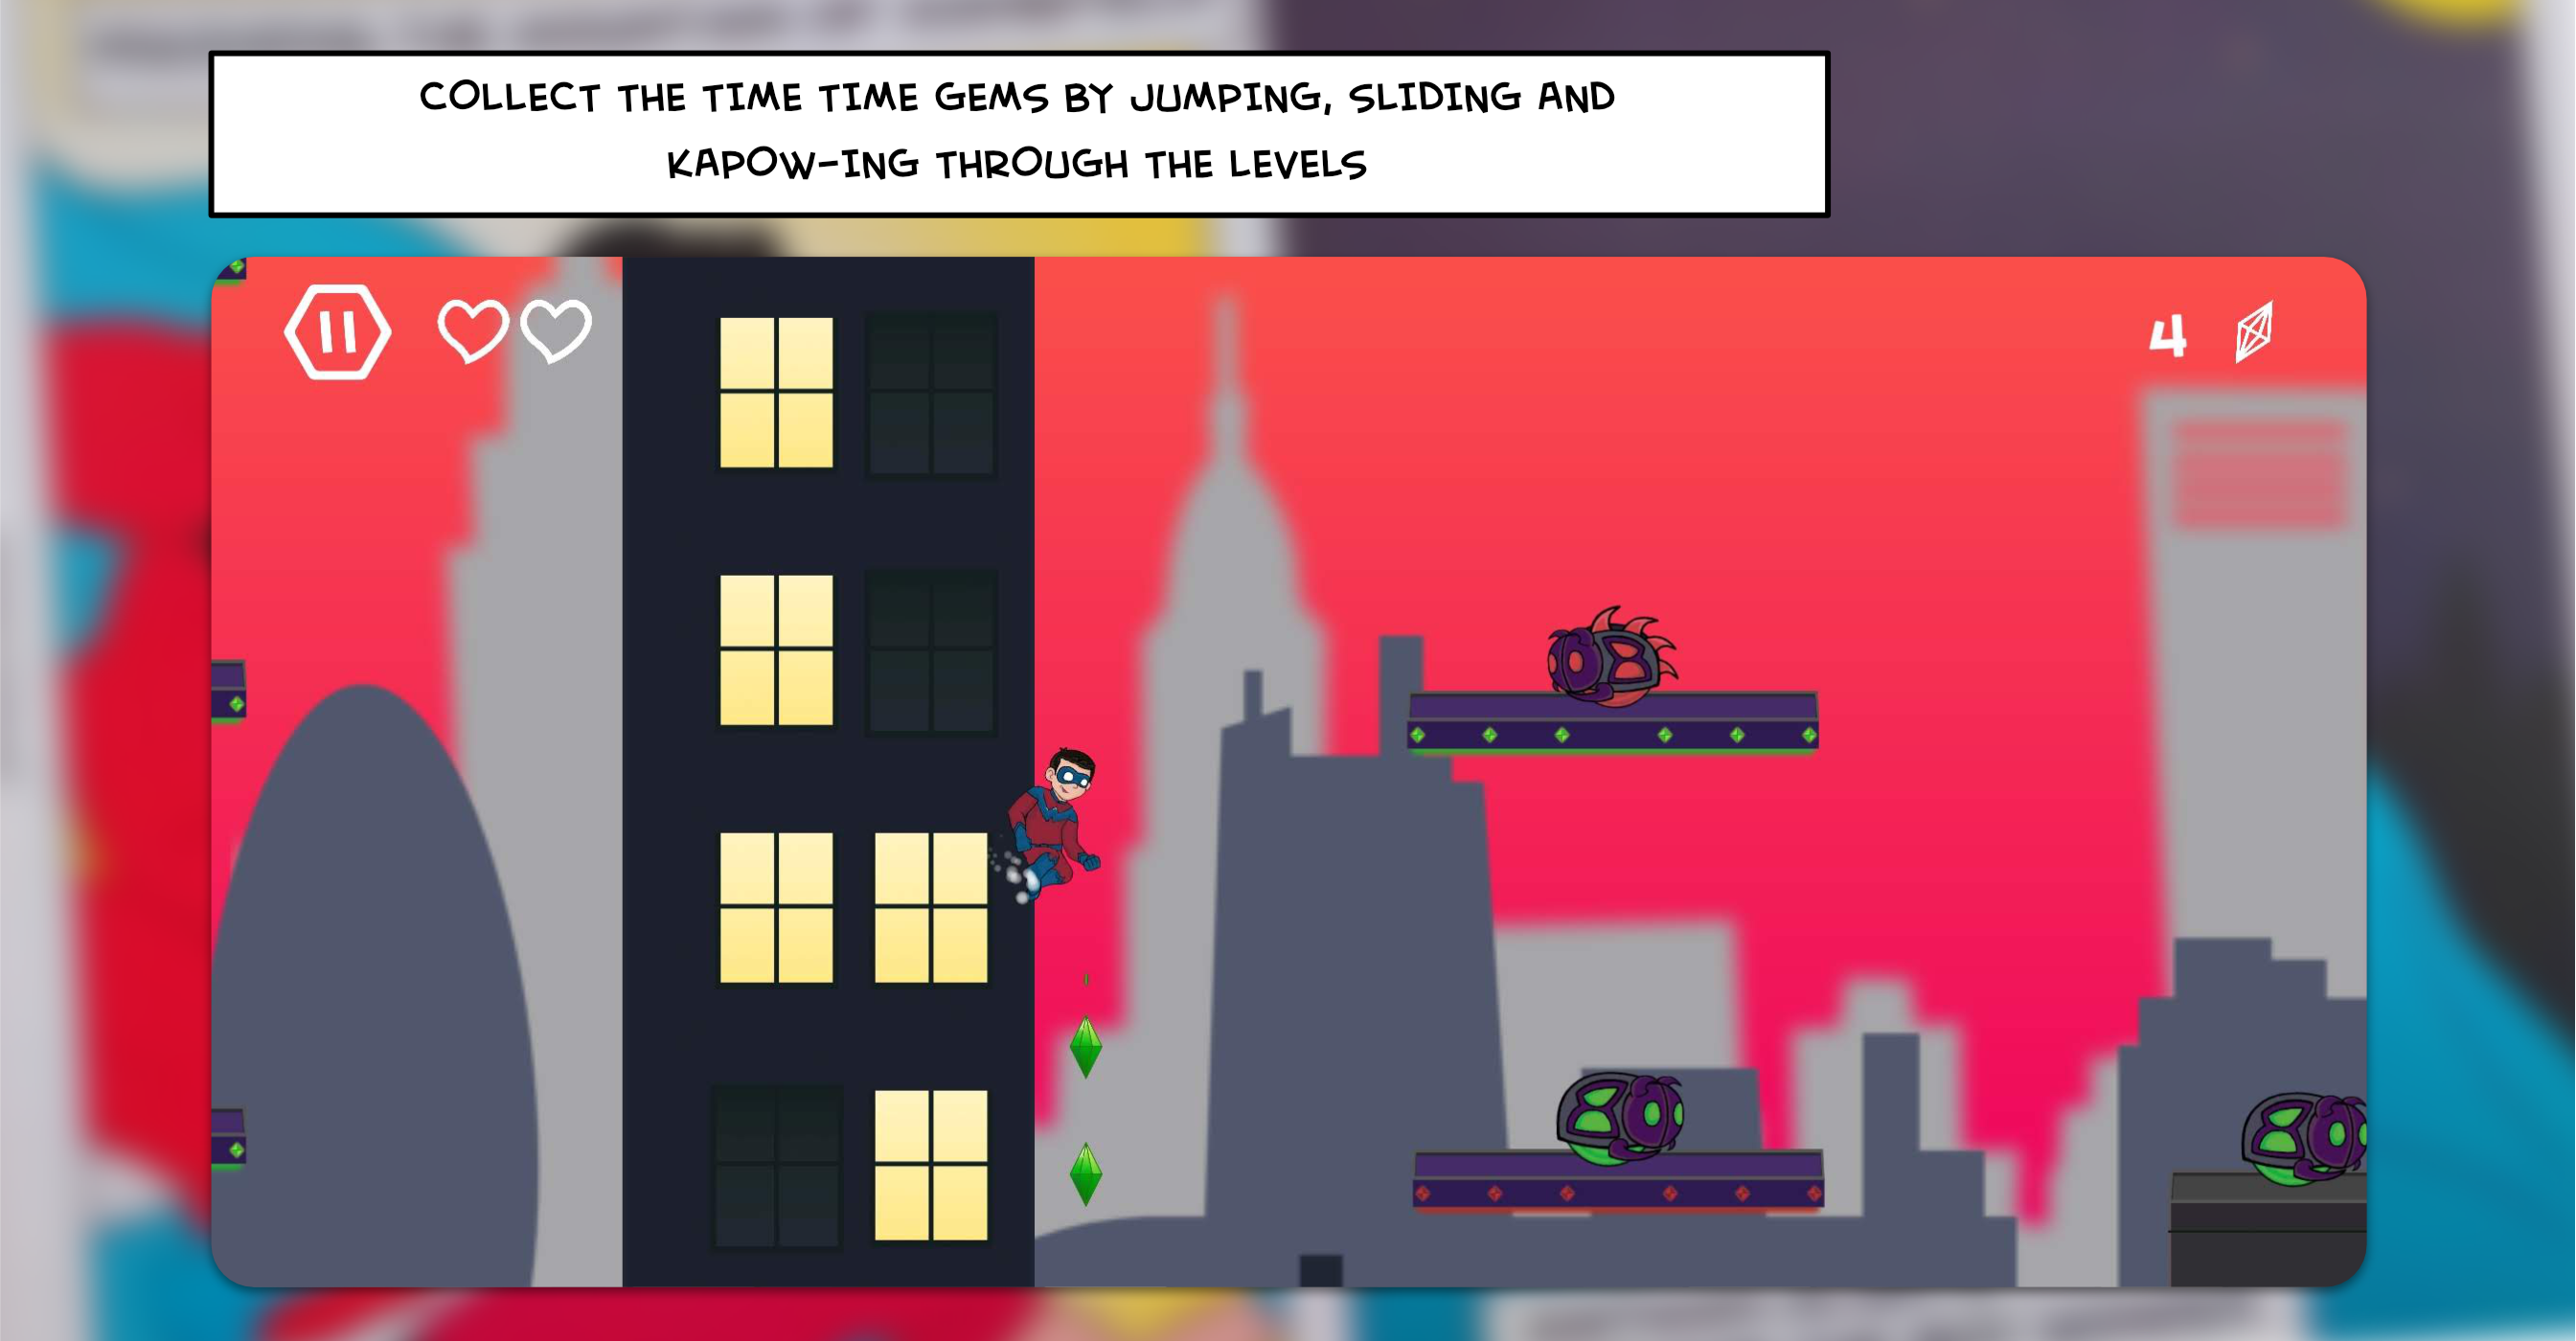 COLLECT THE TIME TIME GEMS BY JUMPING, SLIDING AND
KAPOW-ING THROUGH THE LEVELS
4